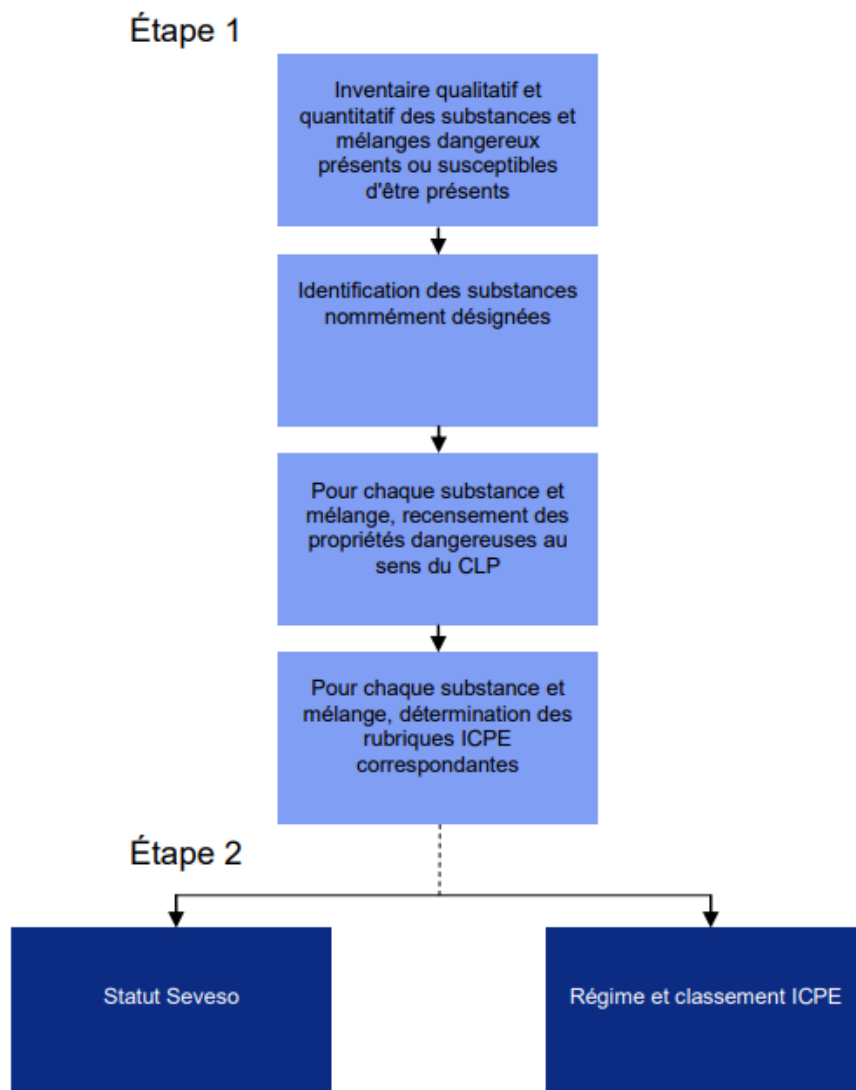 Étape 1
Inventaire qualitatif et
quantitatif des substances et
mélanges dangereux
présents ou susceptibles
d'être présents
Identification des substances
nommément désignées
Pour chaque substance et
mélange, recensement des
propriétés dangereuses au
sens du CLP
Pour chaque substance et
mélange, détermination des
rubriques ICPE
correspondantes
Étape 2
Statut Seveso
Régime et classement ICPE